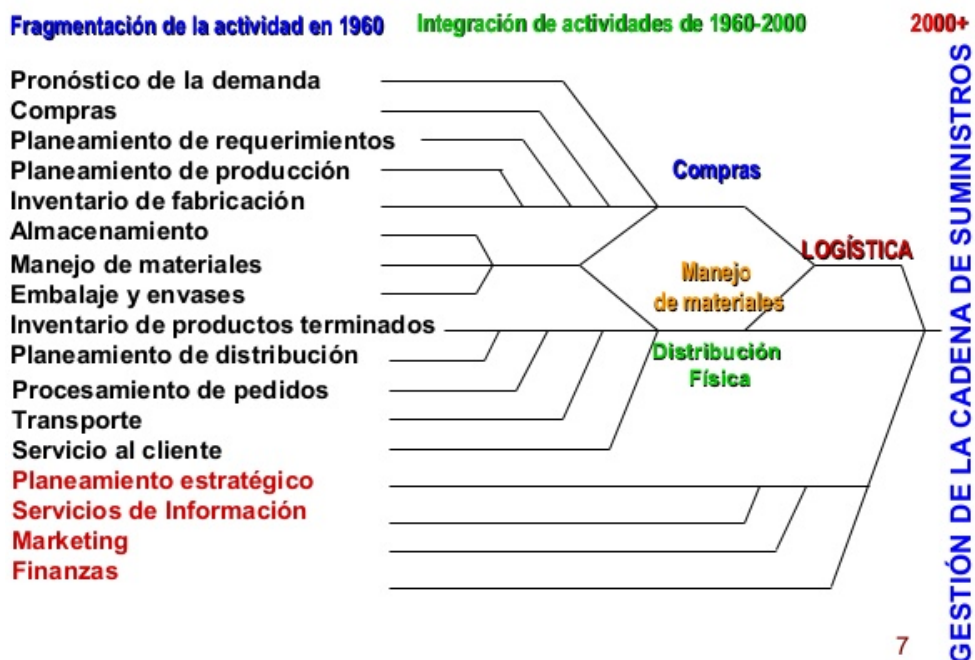 Fragmentación de la actividad en 1960
Integración de actividades de 1960-2000
2000+
Pronóstico de la demanda
Compras
Planeamiento de requerimientos
Planeamiento de producción
Inventario de fabricación
Almacenamiento
Manejo de materiales
Embalaje y envases
Inventario de productos terminados
Planeamiento de distribución
Procesamiento de pedidos
Transporte
Servicio al cliente
Planeamiento estratégico
Servicios de Información
Marketing
Finanzas
Compras
Manejo
de materiales
Distribución
Física
LOGÍSTICA
GESTIÓN DE LA CADENA DE SUMINISTROS
7